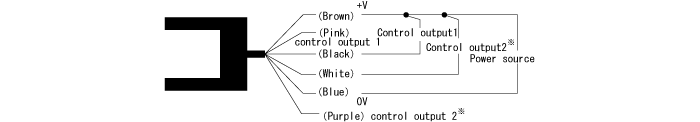 +V
(Brown)
(Pink)
control output 1
Control output1
(Black)
Control output2※
Power source
(White)
(Blue)
0V
(Purple) control output 2※